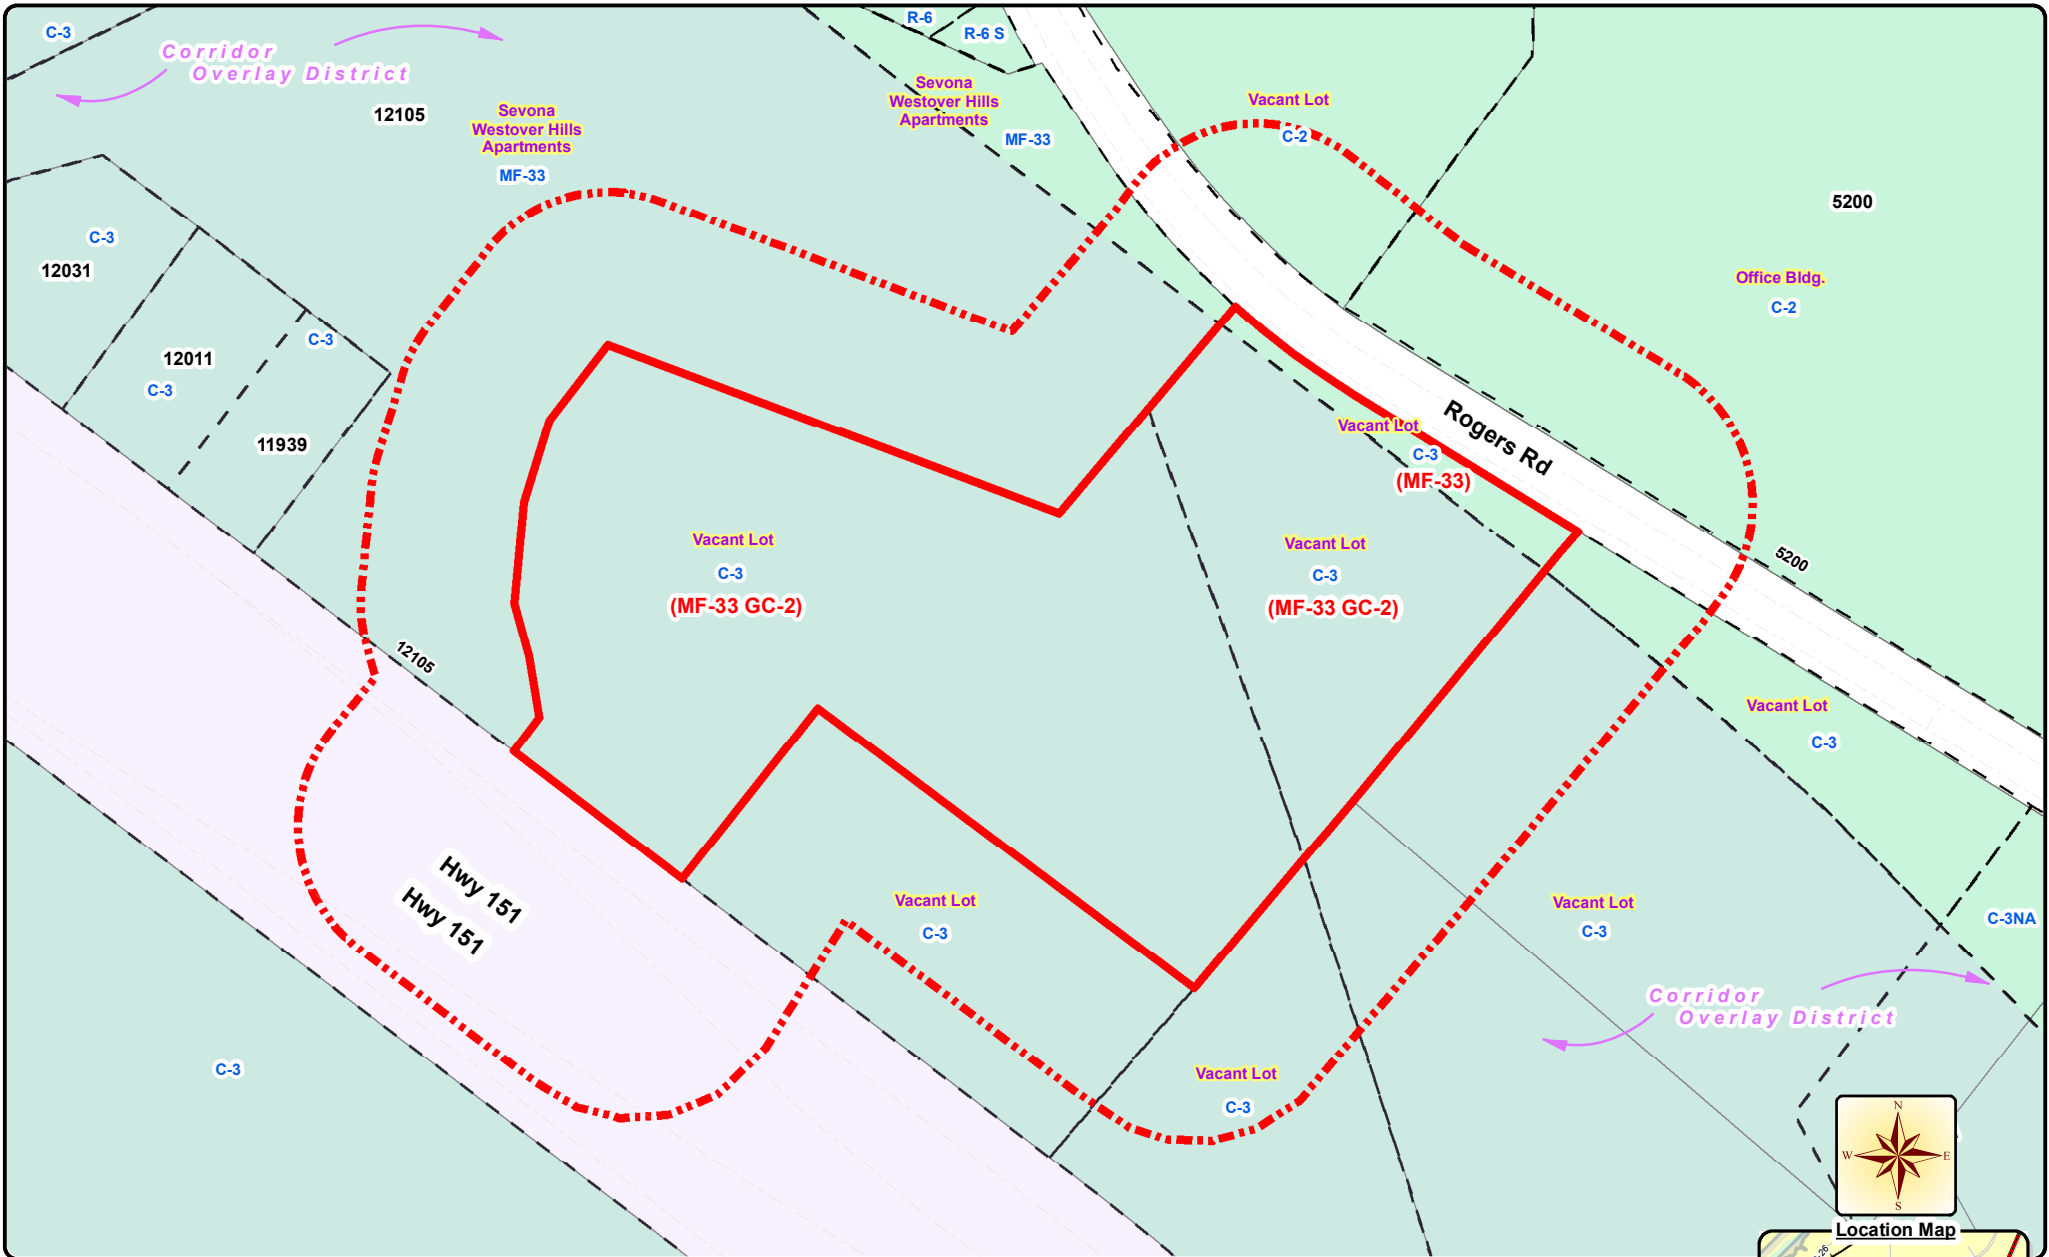 C-3
Corridor
Overlay District
R-6
R-6 S
12105
Sevona
Westover Hills
Apartments
MF-33
Sevona
Westover Hills
Apartments
MF-33
Vacant Lot
C-2
5200
Office Bldg.
C-2
C-3
12031
C-3
12011
C-3
11939
Vacant Lot
C-3
(MF-33)
Rogers Rd
Vacant Lot
C-3
(MF-33 GC-2)
Vacant Lot
C-3
(MF-33 GC-2)
5200
12105
Vacant Lot
C-3
Hwy 151
Hwy 151
Vacant Lot
C-3
Vacant Lot
C-3
C-3NA
Corridor
Overlay District
C-3
Vacant Lot
C-3
N
W
E
S
Location Map